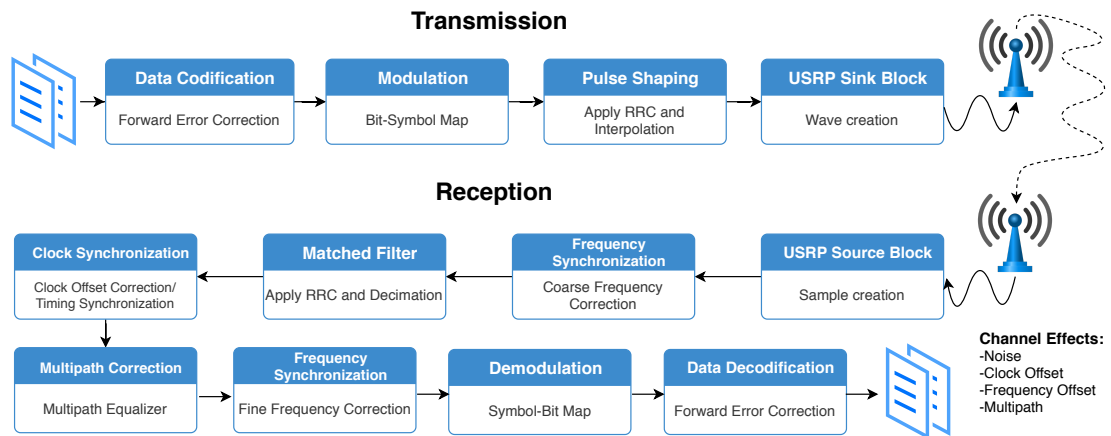 Transmission
Data Codification
Forward Error Correction
Modulation
Bit-Symbol Map
Pulse Shaping
Apply RRC and
Interpolation
USRP Sink Block
Wave creation
Reception
Clock Synchronization
Clock Offset Correction/
Timing Synchronization
Matched Filter
Apply RRC and Decimation
Frequency
Synchronization
Coarse Frequency
Correction
USRP Source Block
Sample creation
Multipath Correction
Multipath Equalizer
Frequency
Synchronization
Fine Frequency Correction
Demodulation
Symbol-Bit Map
Data Decodification
Forward Error Correction
Channel Effects:
-Noise
-Clock Offset
-Frequency Offset
-Multipath